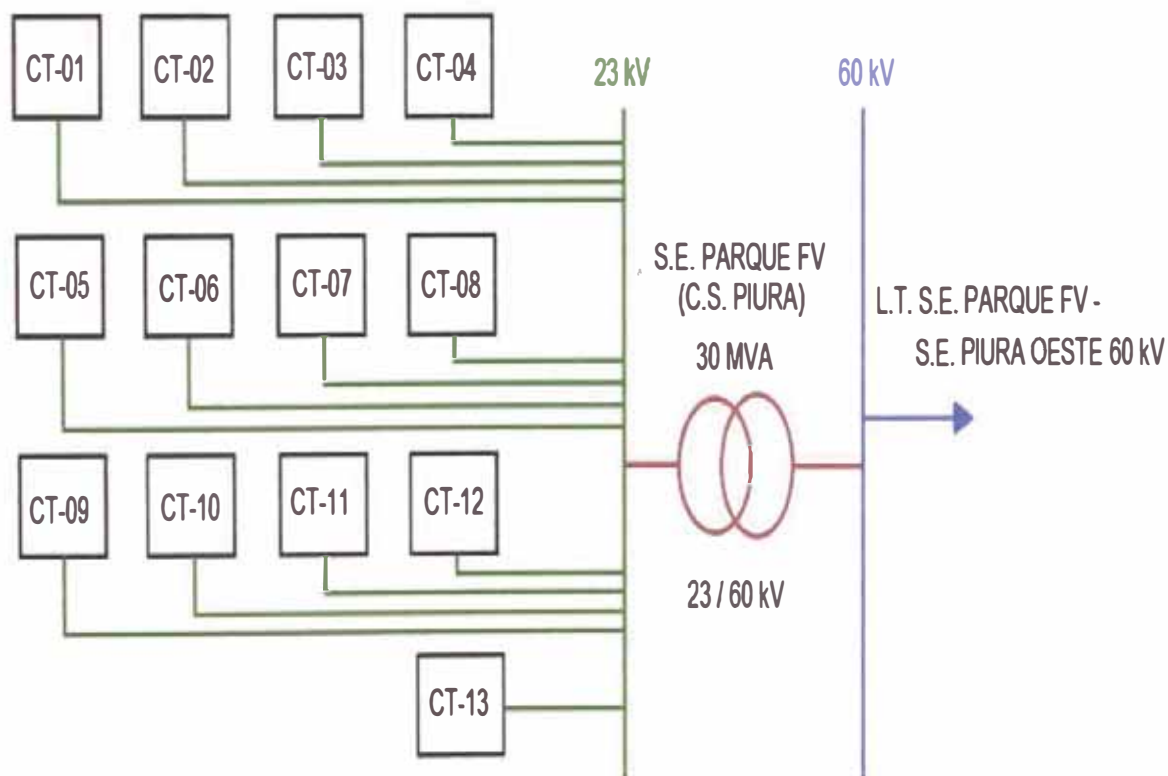 CT-01
CT-02
CT-03
CT-04
23 kV
60 kV
CT-05
CT-06
CT-07
CT-08
S.E. PARQUE FV
(C.S. PIURA)
30 MVA
L.T. S.E. PARQUE FV -
S.E. PIURA OESTE 60 kV
CT-09
CT-10
CT-11
CT-12
23 / 60 kV
CT-13